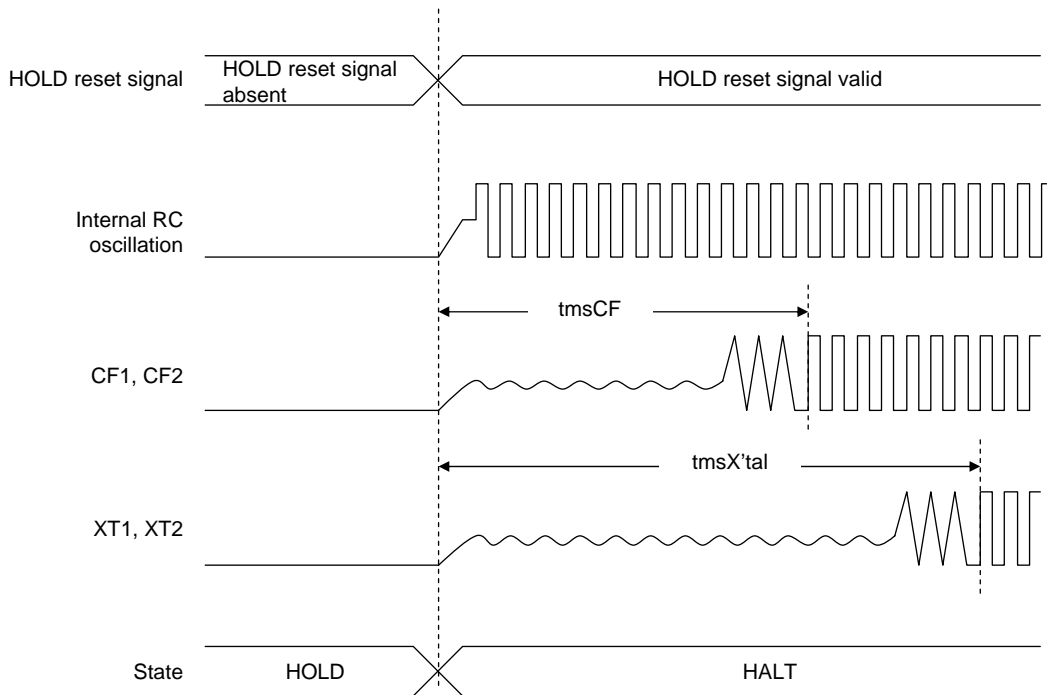 HOLD reset signal
HOLD reset signal
absent
HOLD reset signal valid
Internal RC
oscillation
tmsCF
CF1, CF2
tmsX’tal
XT1, XT2
State
HOLD
HALT